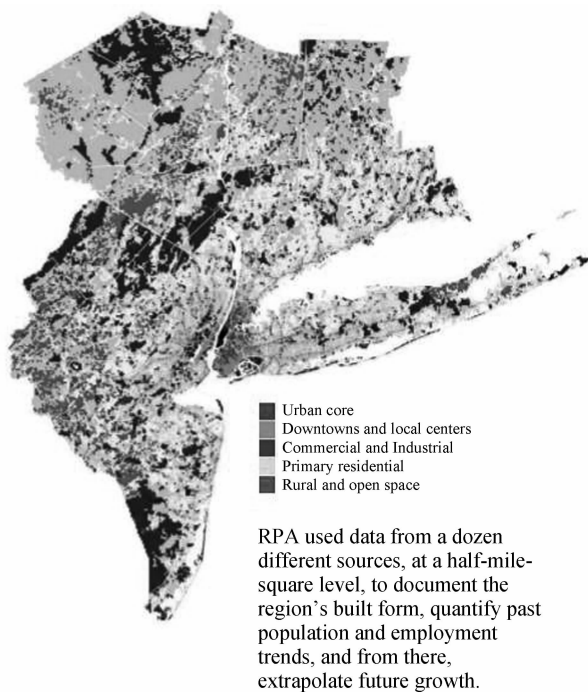 Urban core
Downtowns and local centers
Commercial and Industrial
Primary residential
Rural and open space
RPA used data from a dozen
different sources, at a half-mile-
square level, to document the
region’s built form, quantify past
population and employment
trends, and from there,
extrapolate future growth.